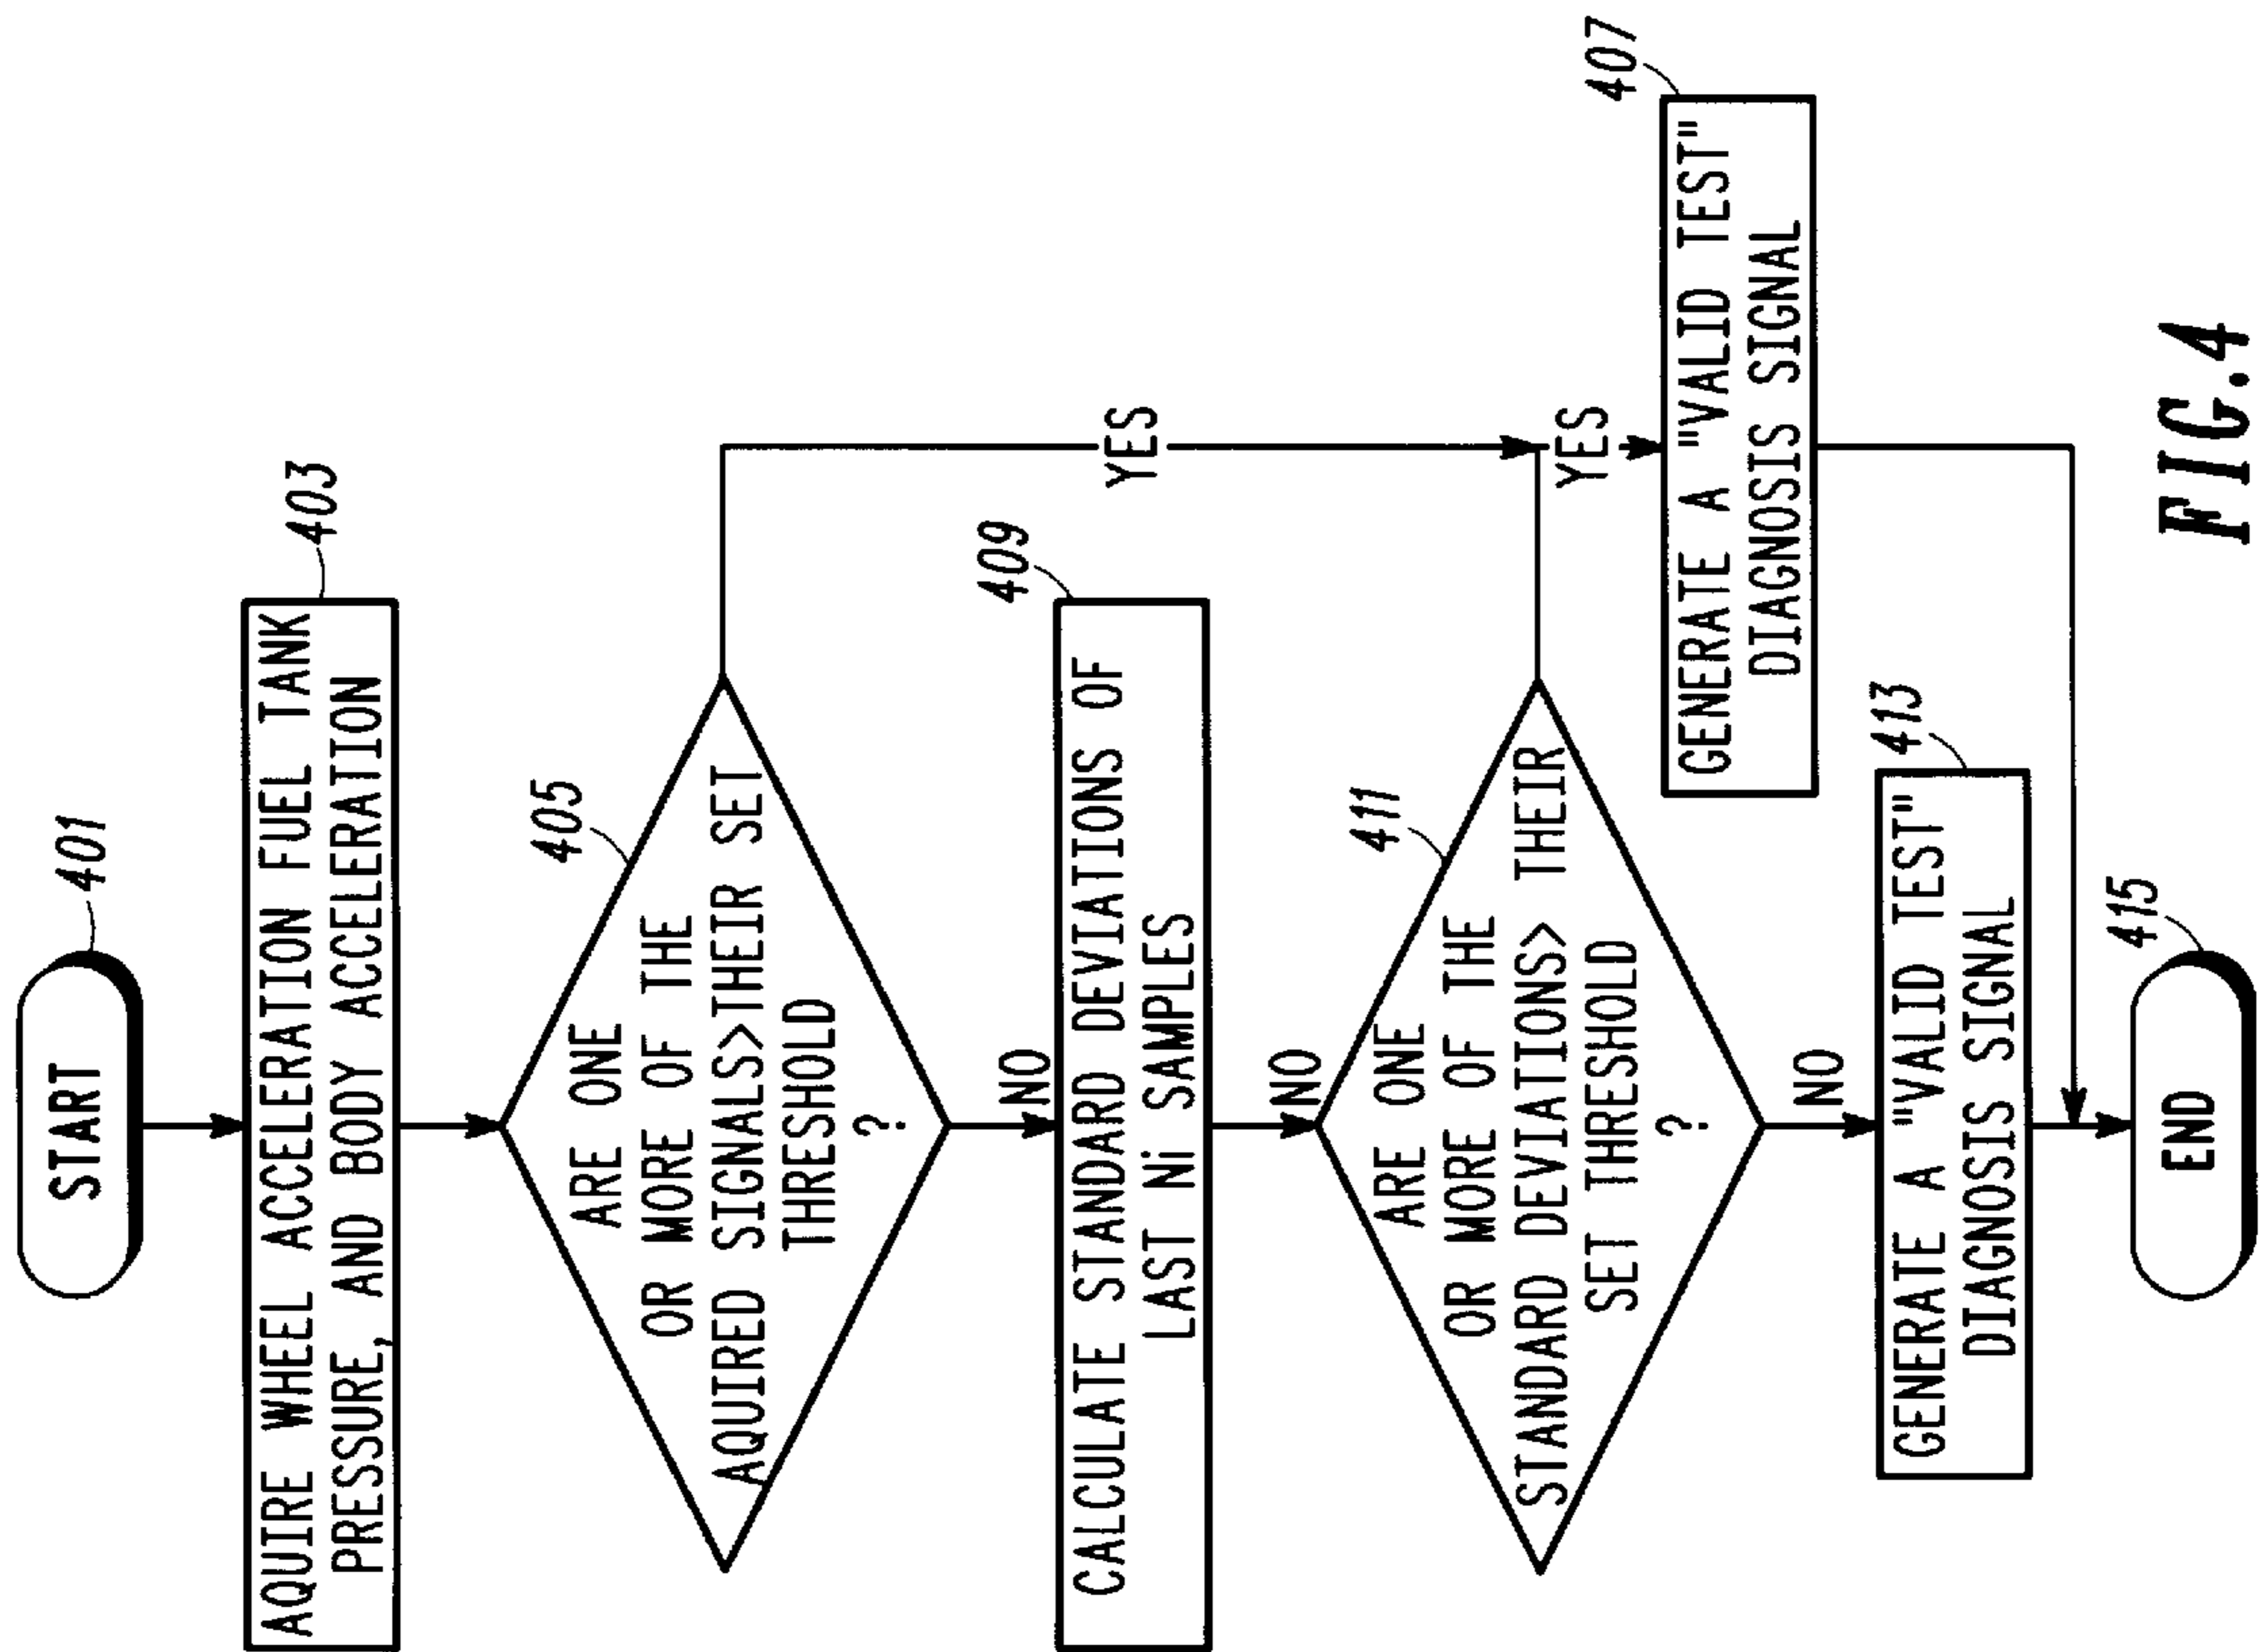 START
401
AQUIRE WHEEL ACCELERATION FUEL TANK
PRESSURE, AND BODY ACCELERATION
403
ARE ONE
OR MORE OF THE
AQUIRED SIGNALS>THEIR SET
THRESHOLD
?
405
NO
YES
CALCULATE STANDARD DEVIATIONS OF
LAST Ni SAMPLES
409
NO
ARE ONE
OR MORE OF THE
STANDARD DEVIATIONS> THEIR
SET THRESHOLD
?
411
YES
NO
GENERATE A "VALID TEST"
DIAGNOSIS SIGNAL
407
GENERATE A "VALID TEST"
DIAGNOSIS SIGNAL
413
END
415
FIG.4